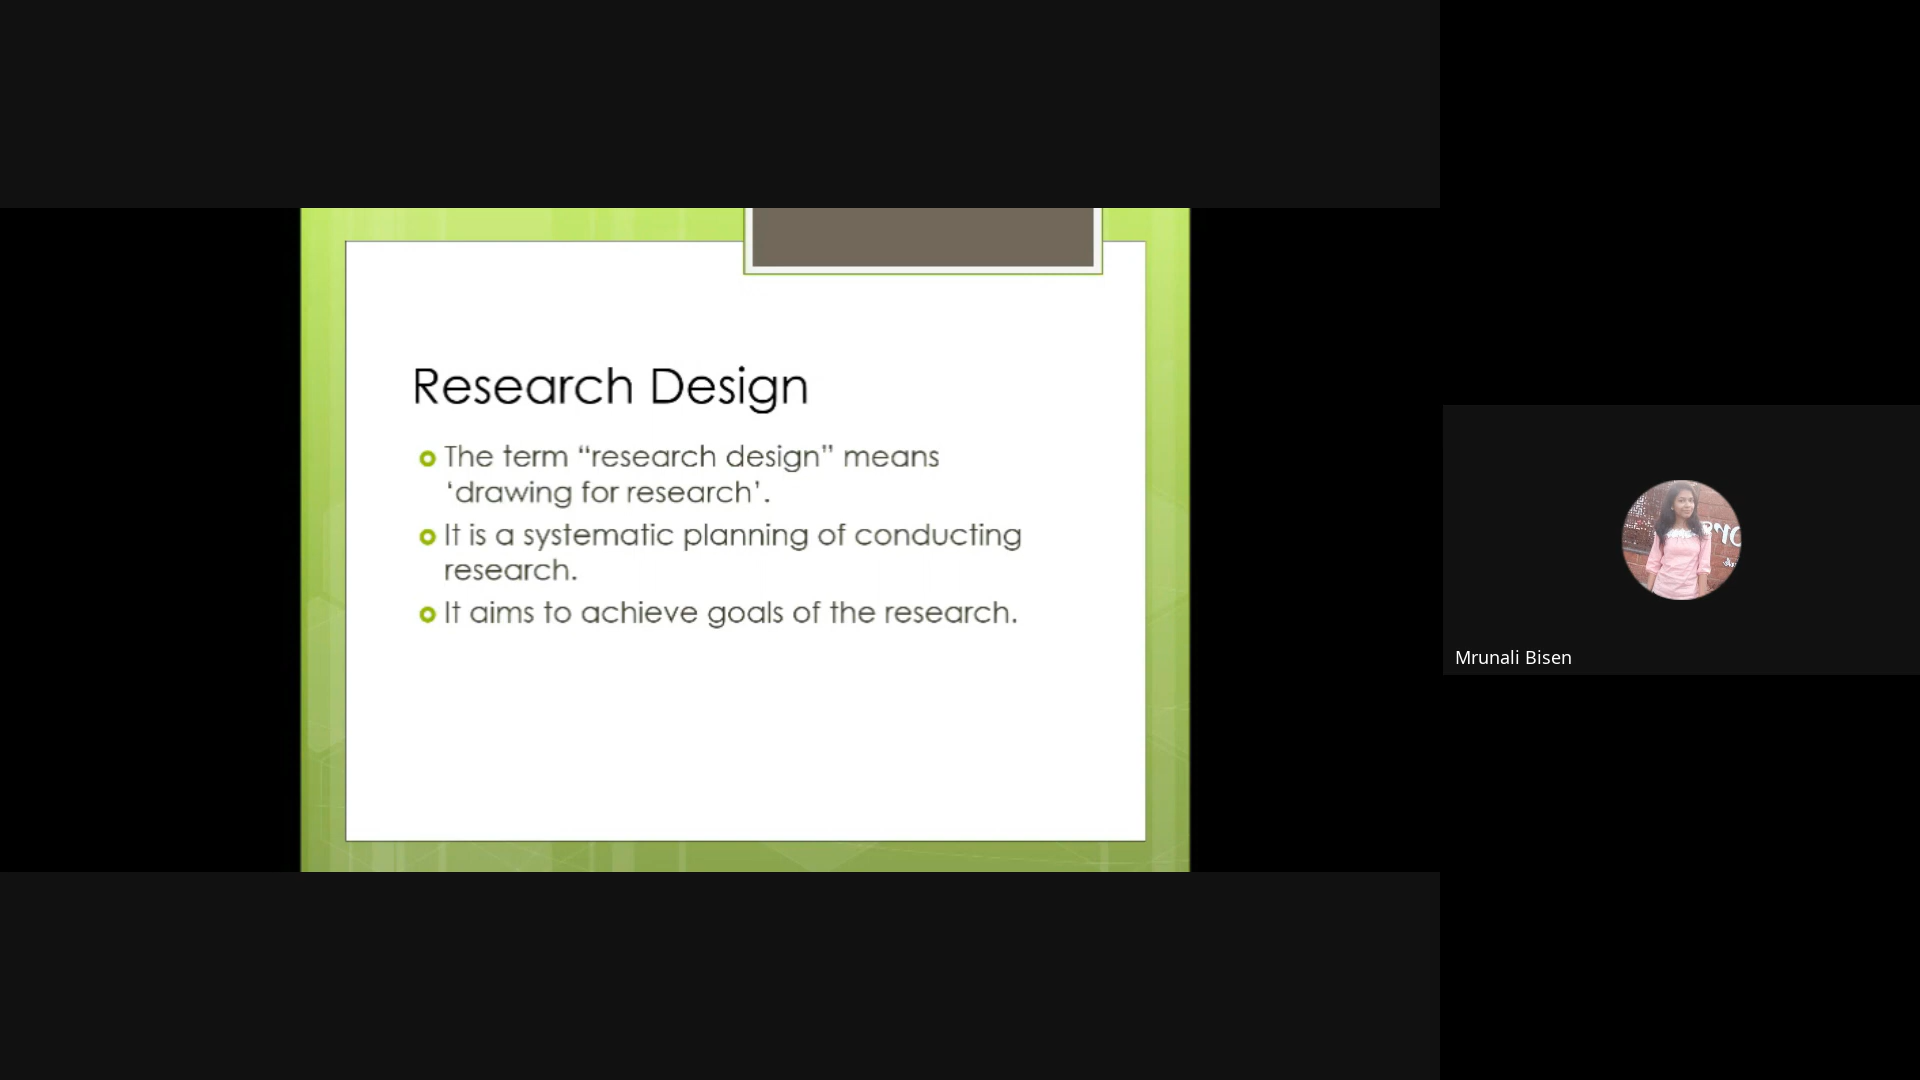 Research Design
The term “research design” means
‘drawing for research’.
It is a systematic planning of conducting
research.
It aims to achieve goals of the research.
Mrunali Bisen